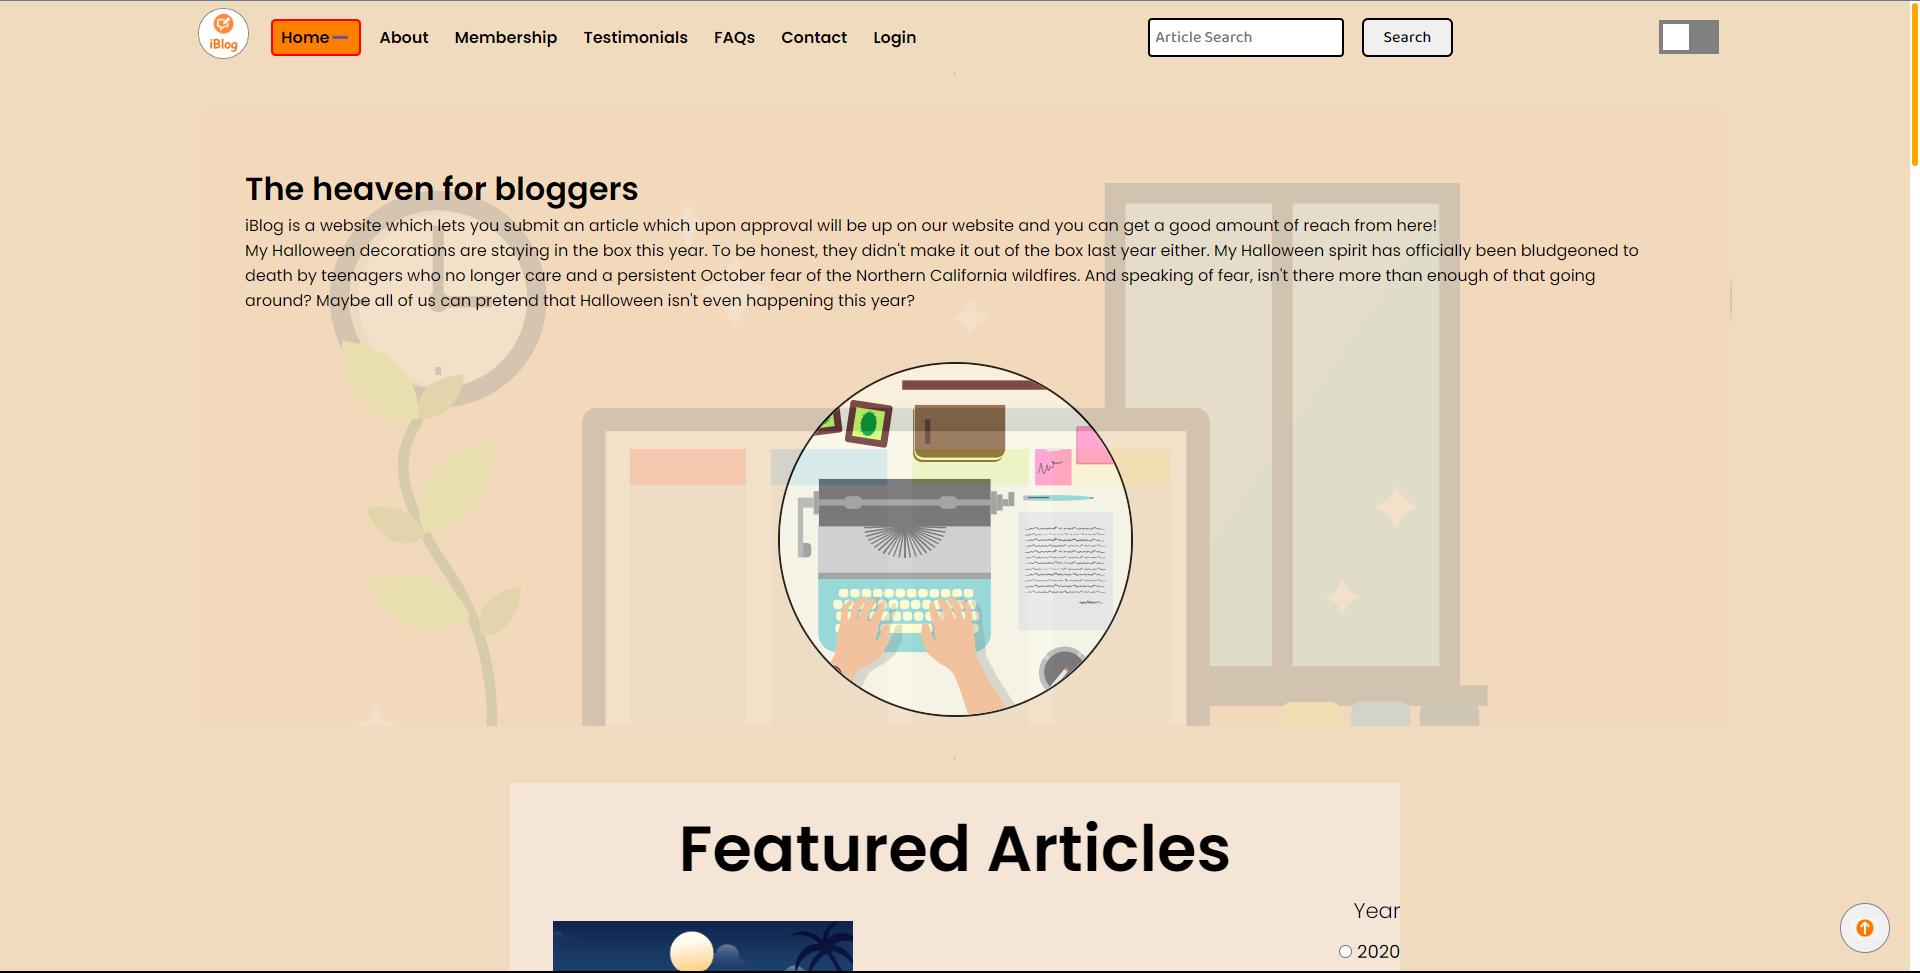 iBlog
Home
About
Membership
Testimonials
FAQs
Contact
Login
Article Search
Search
The heaven for bloggers
iBlog is a website which lets you submit an article which upon approval will be up on our website and you can get a good amount of reach from here!
My Halloween decorations are staying in the box this year. To be honest, they didn't make it out of the box last year either. My Halloween spirit has officially been bludgeoned to
death by teenagers who no longer care and a persistent October fear of the Northern California wildfires. And speaking of fear, isn't there more than enough of that going
around? Maybe all of us can pretend that Halloween isn't even happening this year?
Featured Articles
Year
2020